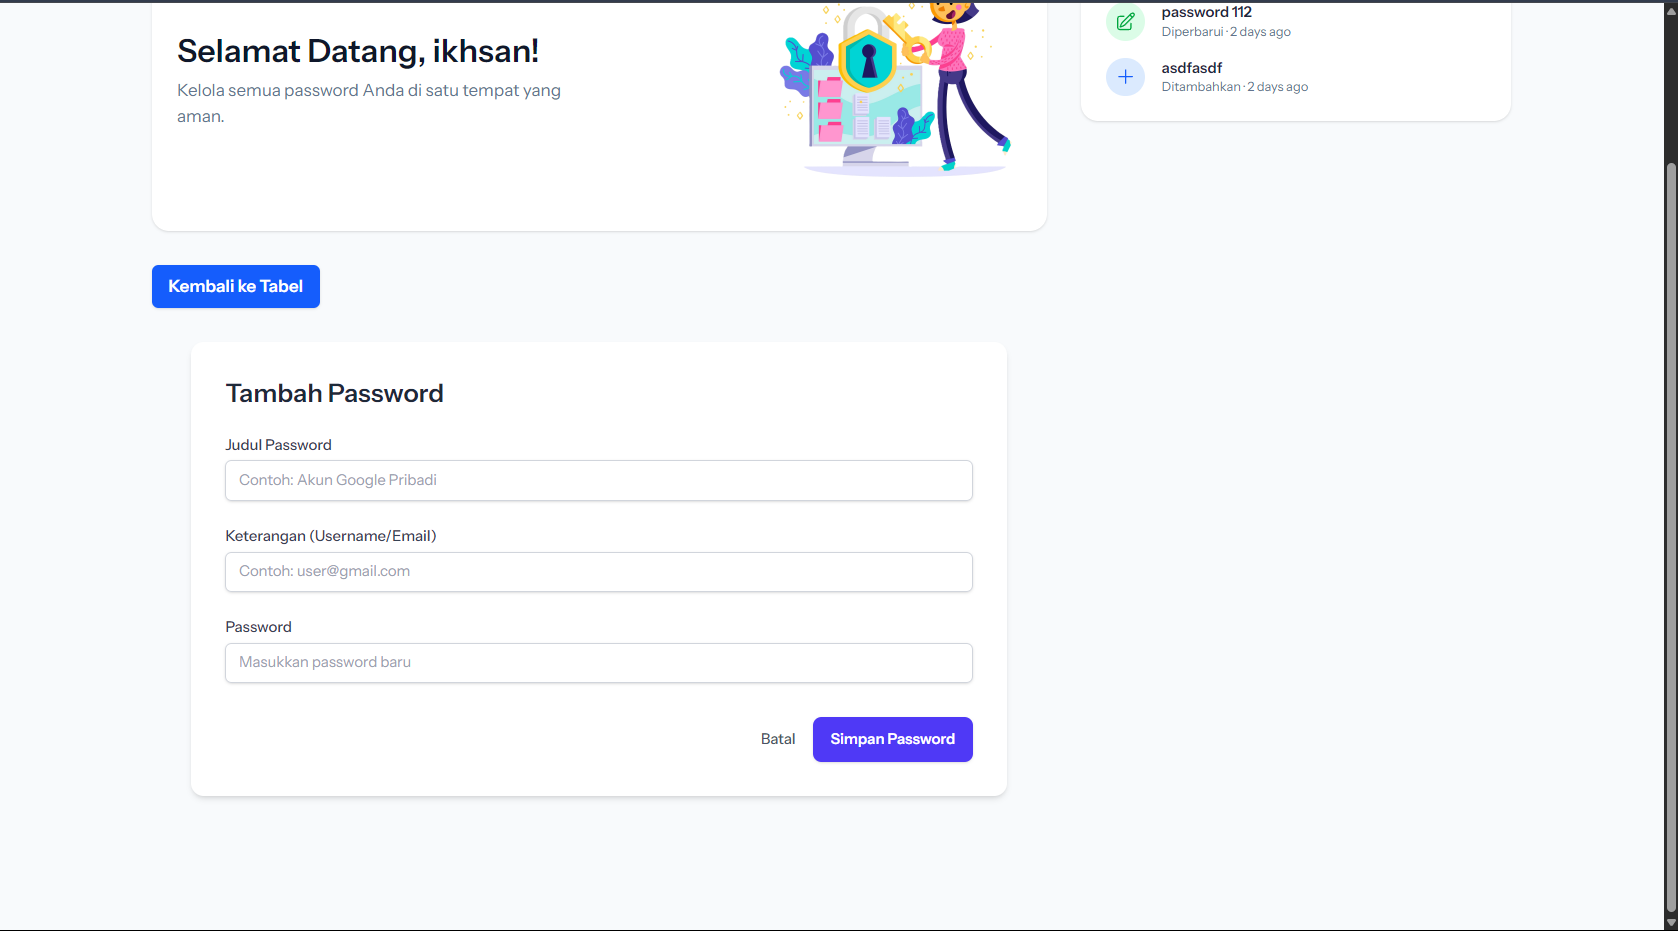 Selamat Datang, ikhsan!
Kelola semua password Anda di satu tempat yang
aman.
password 112
Diperbarui · 2 days ago
asdfasdf
Ditambahkan · 2 days ago
Kembali ke Tabel
Tambah Password
Judul Password
Contoh: Akun Google Pribadi
Keterangan (Username/Email)
Contoh: user@gmail.com
Password
Masukkan password baru
Batal
Simpan Password